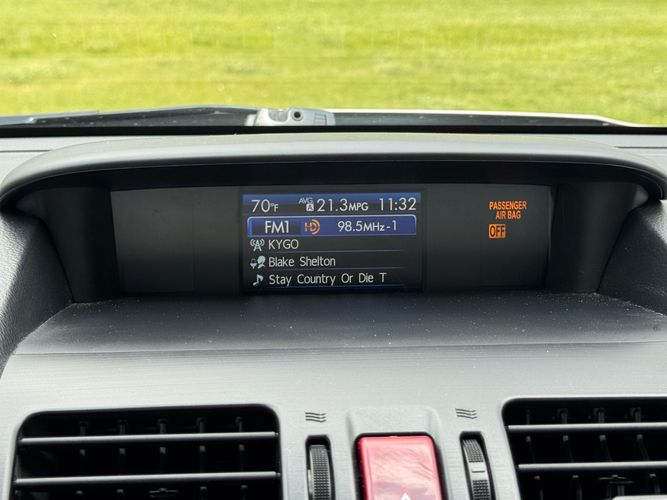 70°F AVG A 21.3MPG 11:32
FM1 HD 98.5MHz-1
KYGO
Blake Shelton
Stay Country Or Die T
PASSENGER
AIR BAG
OFF